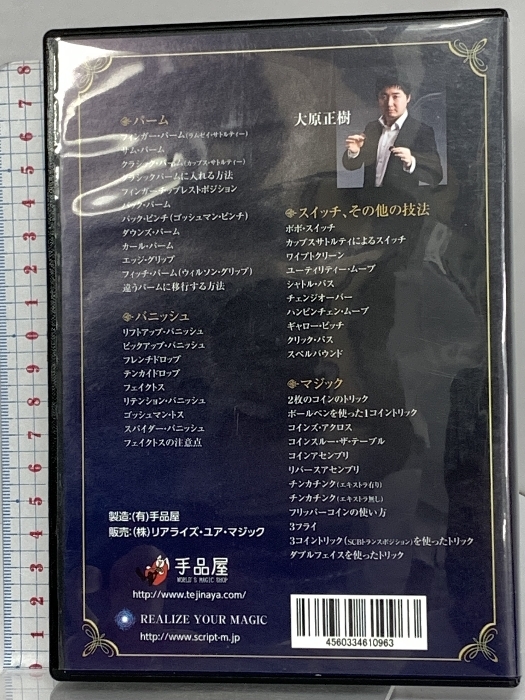 大原正樹
パーム
フィンガー・パーム(ラムゼイ・サトルティー)
サム・パーム
クラシック・パーム(カップス・サトルティー)
クラシックパームに入れる方法
フィンガーチップレストポジション
バック・パーム
バック・ピンチ(ゴッシュマン・ピンチ)
ダウンズ・パーム
カール・パーム
エッジ・グリップ
フィッチ・パーム(ウィルソン・グリップ)
違うパームに移行する方法
バニッシュ
リフトアップ・バニッシュ
ピックアップ・バニッシュ
フレンチドロップ
テンカイドロップ
フェイクトス
リテンション・バニッシュ
ゴッシュマン・トス
スパイダー・バニッシュ
フェイクトスの注意点
スイッチ、その他の技法
ボボ・スイッチ
カップスサトルティによるスイッチ
ワイプトクリーン
ユーティリティー・ムーブ
シャトル・パス
チェンジオーバー
ハンピンチェン・ムーブ
ギャロー・ピッチ
クリック・パス
スペルバウンド
マジック
2枚のコインのトリック
ボールペンを使った1コイントリック
コインズ・アクロス
コインスルー・ザ・テーブル
コインアセンブリ
リバースアセンブリ
チンカチンク(エキストラ有り)
チンカチンク(エキストラ無し)
フリッパーコインの使い方
3フライ
3コイントリック(SCBトランスポジション)を使ったトリック
ダブルフェイスを使ったトリック
製造:(有)手品屋
販売:(株)リアライズ・ユア・マジック
手品屋
WORLD'S MAGIC SHOP
http://www.tejinaya.com/
REALIZE YOUR MAGIC
http://www.script-m.jp
4560334610963